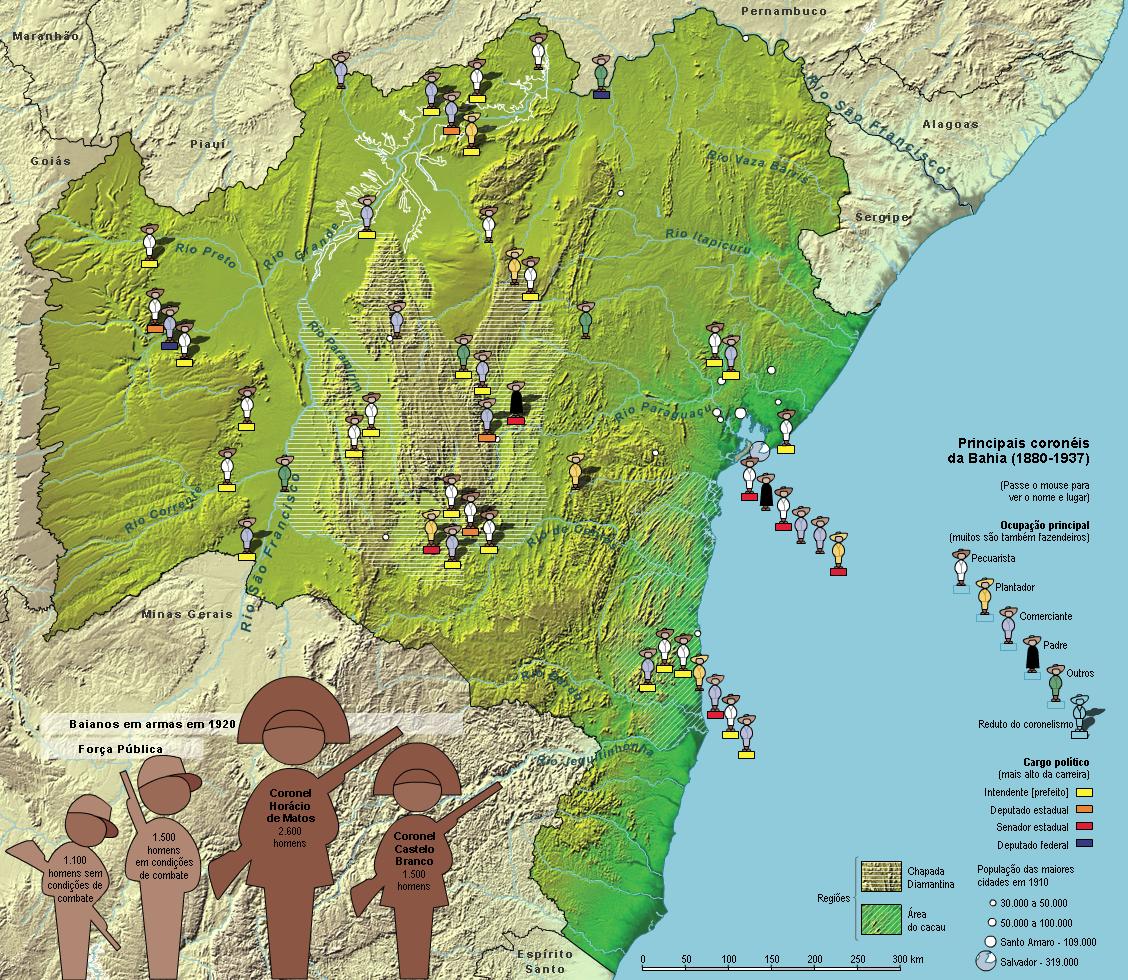 Pernambuco
Maranhão
Rio São Francisco
Alagoas
Piauí
Goiás
Rio Vaza Barris
Sergipe
Rio Preto
Rio Grande
Rio Itapicuru
Rio Paramirim
Rio Paraguaçu
Rio Corrente
Rio São Francisco
Rio de Contas
Minas Gerais
Rio Pardo
Rio Jequitinhonha
Espírito
Santo
Principais coronéis
da Bahia (1880-1937)
(Passe o mouse para
ver o nome e lugar)
Ocupação principal
(muitos são também fazendeiros)
Pecuarista
Plantador
Comerciante
Padre
Outros
Reduto do coronelismo
Cargo político
(mais alto da carreira)
Intendente [prefeito]
Deputado estadual
Senador estadual
Deputado federal
População das maiores
cidades em 1910
30.000 a 50.000
50.000 a 100.000
Santo Amaro - 109.000
Salvador - 319.000
Regiões
Chapada
Diamantina
Área
do cacau
0 50 100 150 200 250 300 km
Baianos em armas em 1920
Força Pública
1.100
homens sem
condições de
combate
1.500
homens
em condições
de combate
Coronel
Horácio
de Matos
2.600
homens
Coronel
Castelo
Branco
1.500
homens